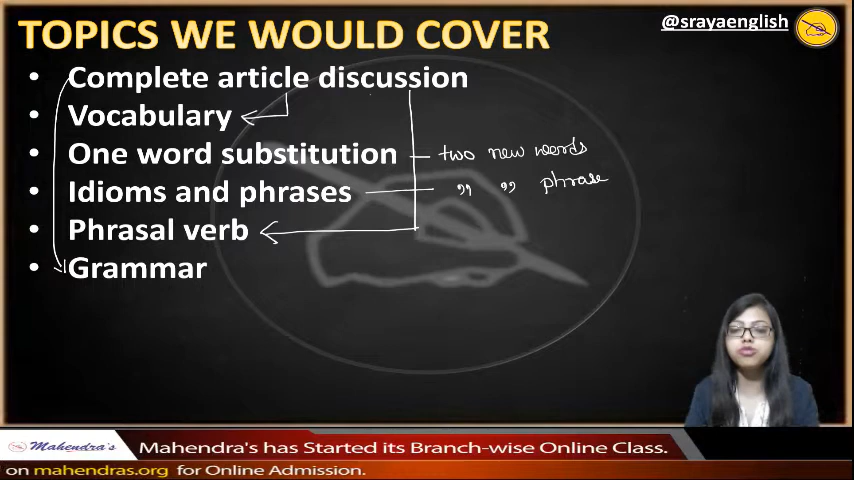 @srayaenglish
TOPICS WE WOULD COVER
• Complete article discussion
• Vocabulary
• One word substitution — two new words
• Idioms and phrases — " " phrase
• Phrasal verb
• Grammar
Mahendra's Mahendra's has Started its Branch-wise Online Class.
on mahendras.org for Online Admission.